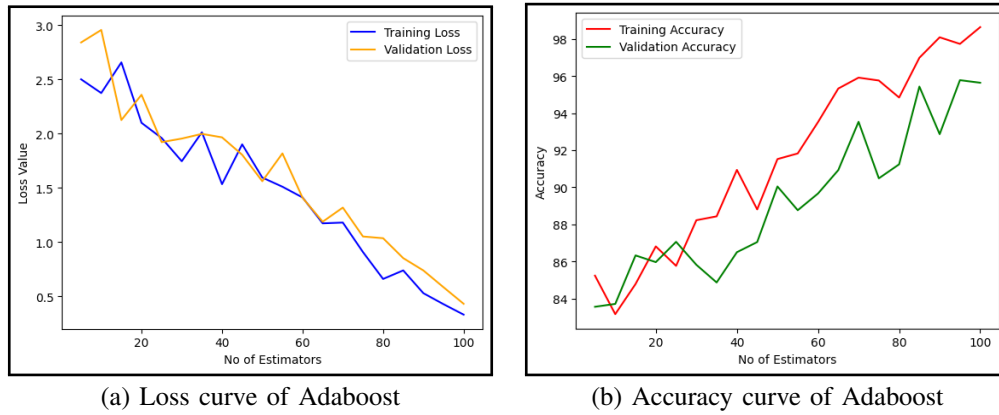 3.0
2.5
2.0
1.5
1.0
0.5
Loss Value
Training Loss
Validation Loss
20
40
60
80
100
No of Estimators
(a) Loss curve of Adaboost
98
96
94
92
90
88
86
84
Accuracy
Training Accuracy
Validation Accuracy
20
40
60
80
100
No of Estimators
(b) Accuracy curve of Adaboost